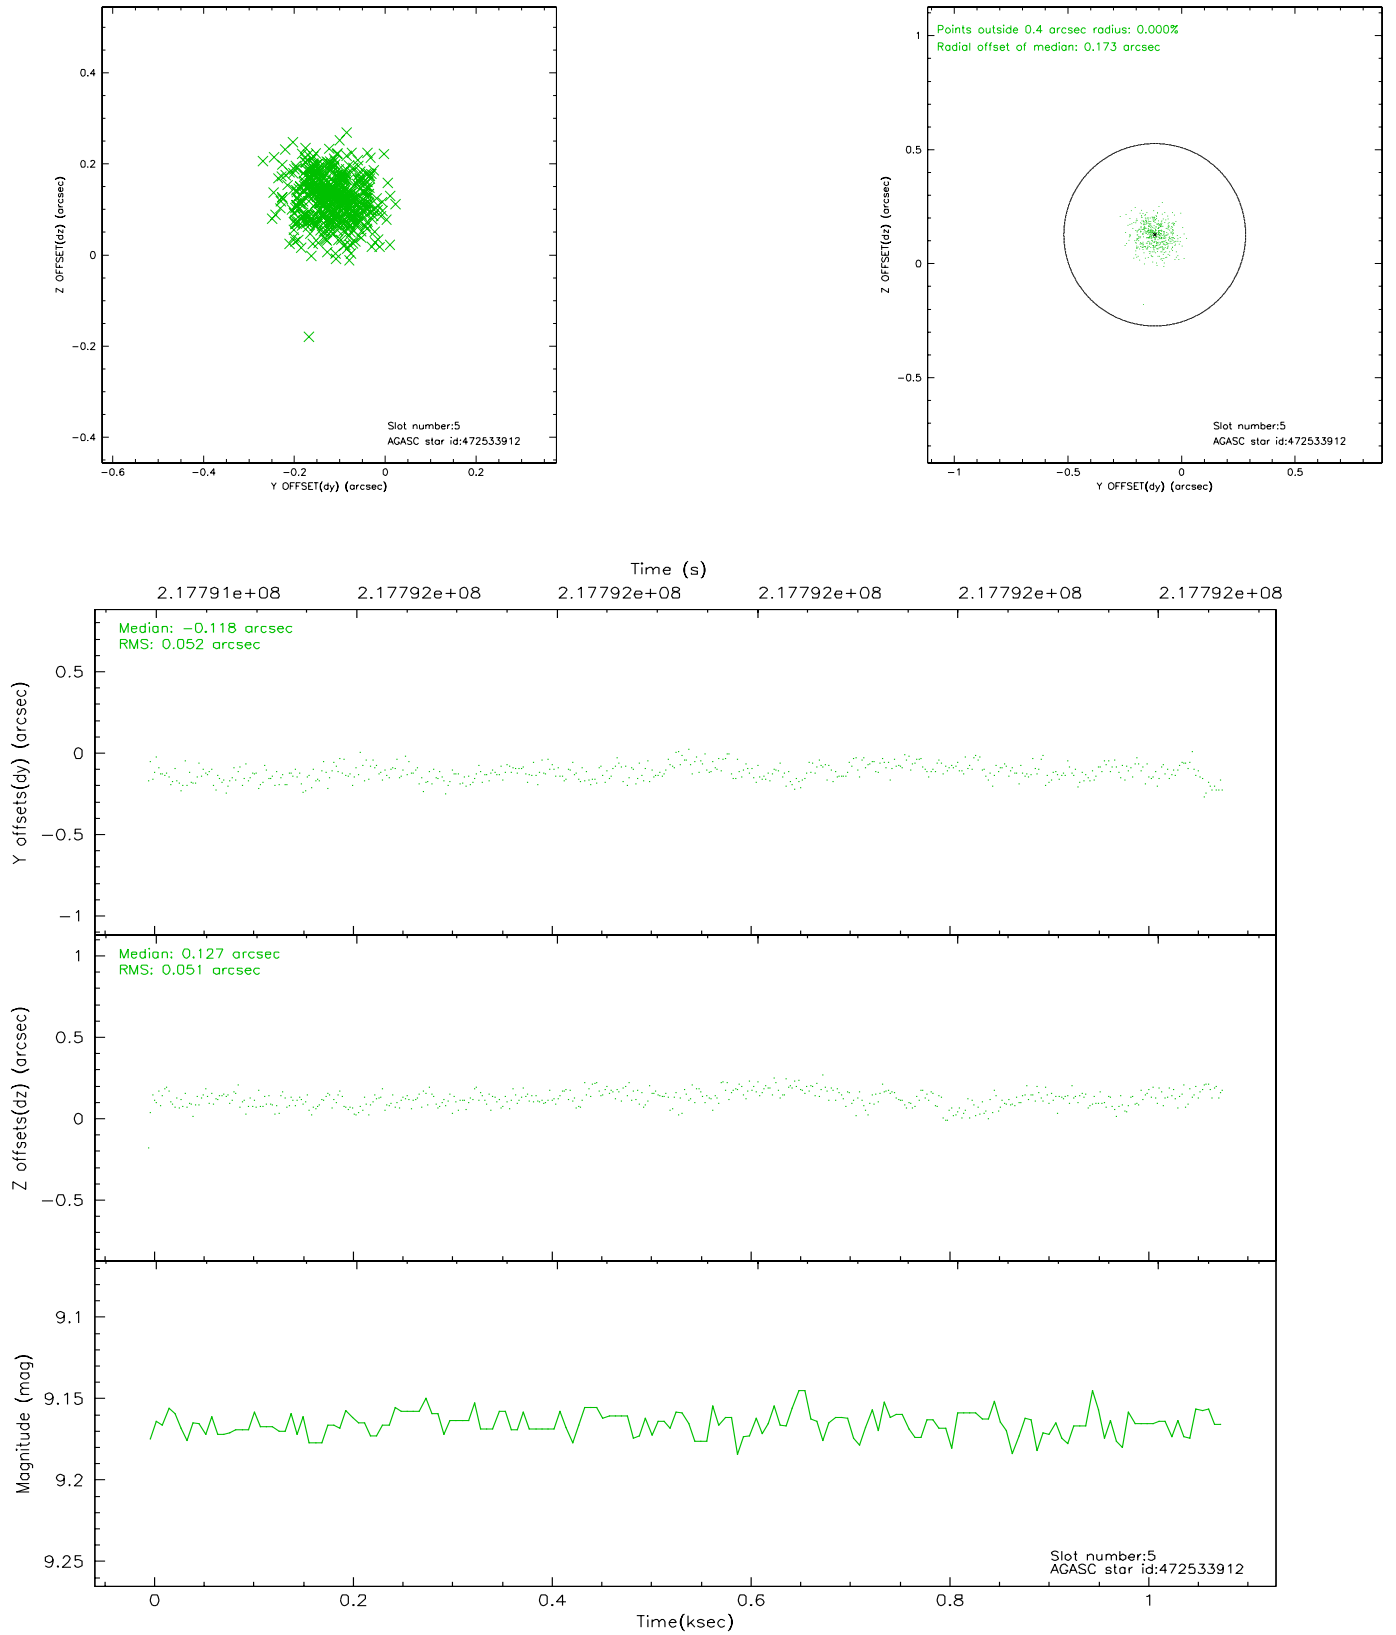 0.4
0.2
0
−0.2
−0.4
Z OFFSET(dz) (arcsec)
Slot number:5
AGASC star id:472533912
−0.6
−0.4
−0.2
0
0.2
Y OFFSET(dy) (arcsec)
Points outside 0.4 arcsec radius: 0.000%
Radial offset of median: 0.173 arcsec
1
0.5
0
−0.5
Z OFFSET(dz) (arcsec)
Slot number:5
AGASC star id:472533912
−1
−0.5
0
0.5
Y OFFSET(dy) (arcsec)
Time (s)
2.17791e+08
2.17792e+08
2.17792e+08
2.17792e+08
2.17792e+08
2.17792e+08
Median: −0.118 arcsec
RMS: 0.052 arcsec
0.5
0
−0.5
−1
Y offsets(dy) (arcsec)
Median: 0.127 arcsec
RMS: 0.051 arcsec
1
0.5
0
−0.5
Z offsets(dz) (arcsec)
9.1
9.15
9.2
9.25
Magnitude (mag)
Slot number:5
AGASC star id:472533912
0
0.2
0.4
0.6
0.8
1
Time(ksec)